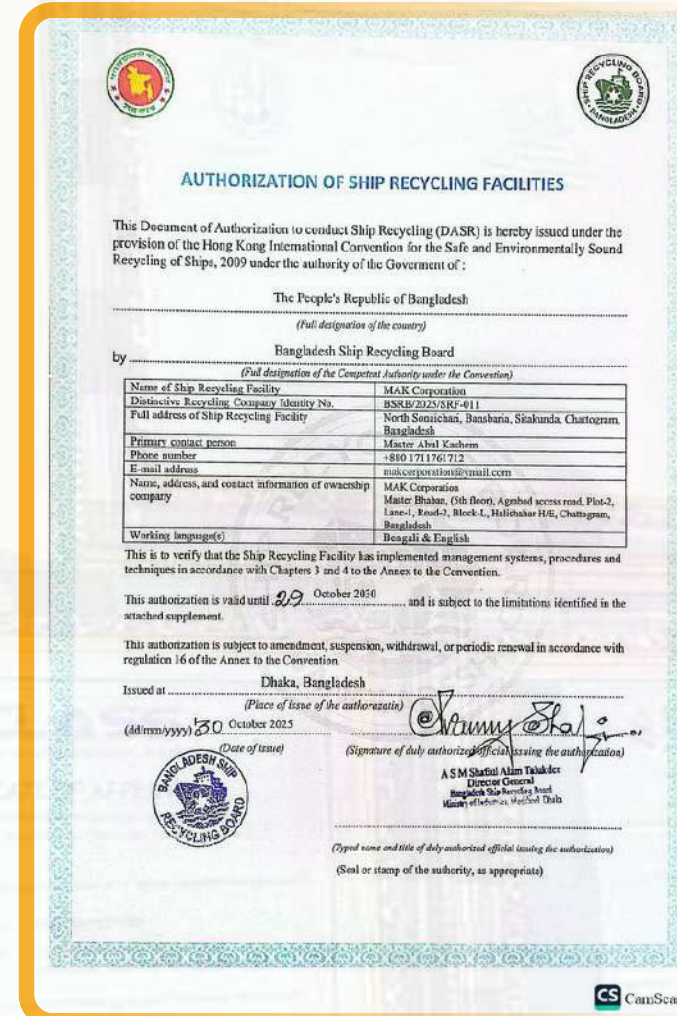 SHIP RECYCLING BOARD
BANGLADESH
AUTHORIZATION OF SHIP RECYCLING FACILITIES
This Document of Authorization to conduct Ship Recycling (DASR) is hereby issued under the
provision of the Hong Kong International Convention for the Safe and Environmentally Sound
Recycling of Ships, 2009 under the authority of the Goverment of :
The People's Republic of Bangladesh
(Full designation of the country)
by Bangladesh Ship Recycling Board
(Full designation of the Competent Authority under the Convention)
Name of Ship Recycling Facility MAK Corporation
Distinctive Recycling Company Identity No. BSRB/2025/SRF-011
Full address of Ship Recycling Facility North Sonaichari, Bansbaria, Sitakunda, Chattogram,
Bangladesh
Primary contact person Master Abul Kachem
Phone number +880 1711761712
E-mail address makcorporation@ymail.com
Name, address, and contact information of ownership MAK Corporation
company Master Bhaban, (5th floor), Agrabad access road, Plot-2,
Lane-1, Road-2, Block-L, Halishahar H/E, Chattagram,
Bangladesh
Working language(s) Bengali & English
This is to verify that the Ship Recycling Facility has implemented management systems, procedures and
techniques in accordance with Chapters 3 and 4 to the Annex to the Convention.
This authorization is valid until 29 October 2030 and is subject to the limitations identified in the
attached supplement.
This authorization is subject to amendment, suspension, withdrawal, or periodic renewal in accordance with
regulation 16 of the Annex to the Convention.
Issued at Dhaka, Bangladesh
(Place of issue of the authorazatin)
(dd/mm/yyyy) 30 October 2025
(Date of issue) (Signature of duly authorized official issuing the authorization)
BANGLADESH SHIP
RECYCLING BOARD
A S M Shafiul Alam Talukder
Director General
Bangladesh Ship Recycling Board
Ministry of Industries, Dhaka
(Typed name and title of duly authorized official issuing the authorization)
(Seal or stamp of the authority, as appropriate)
CS CamSca